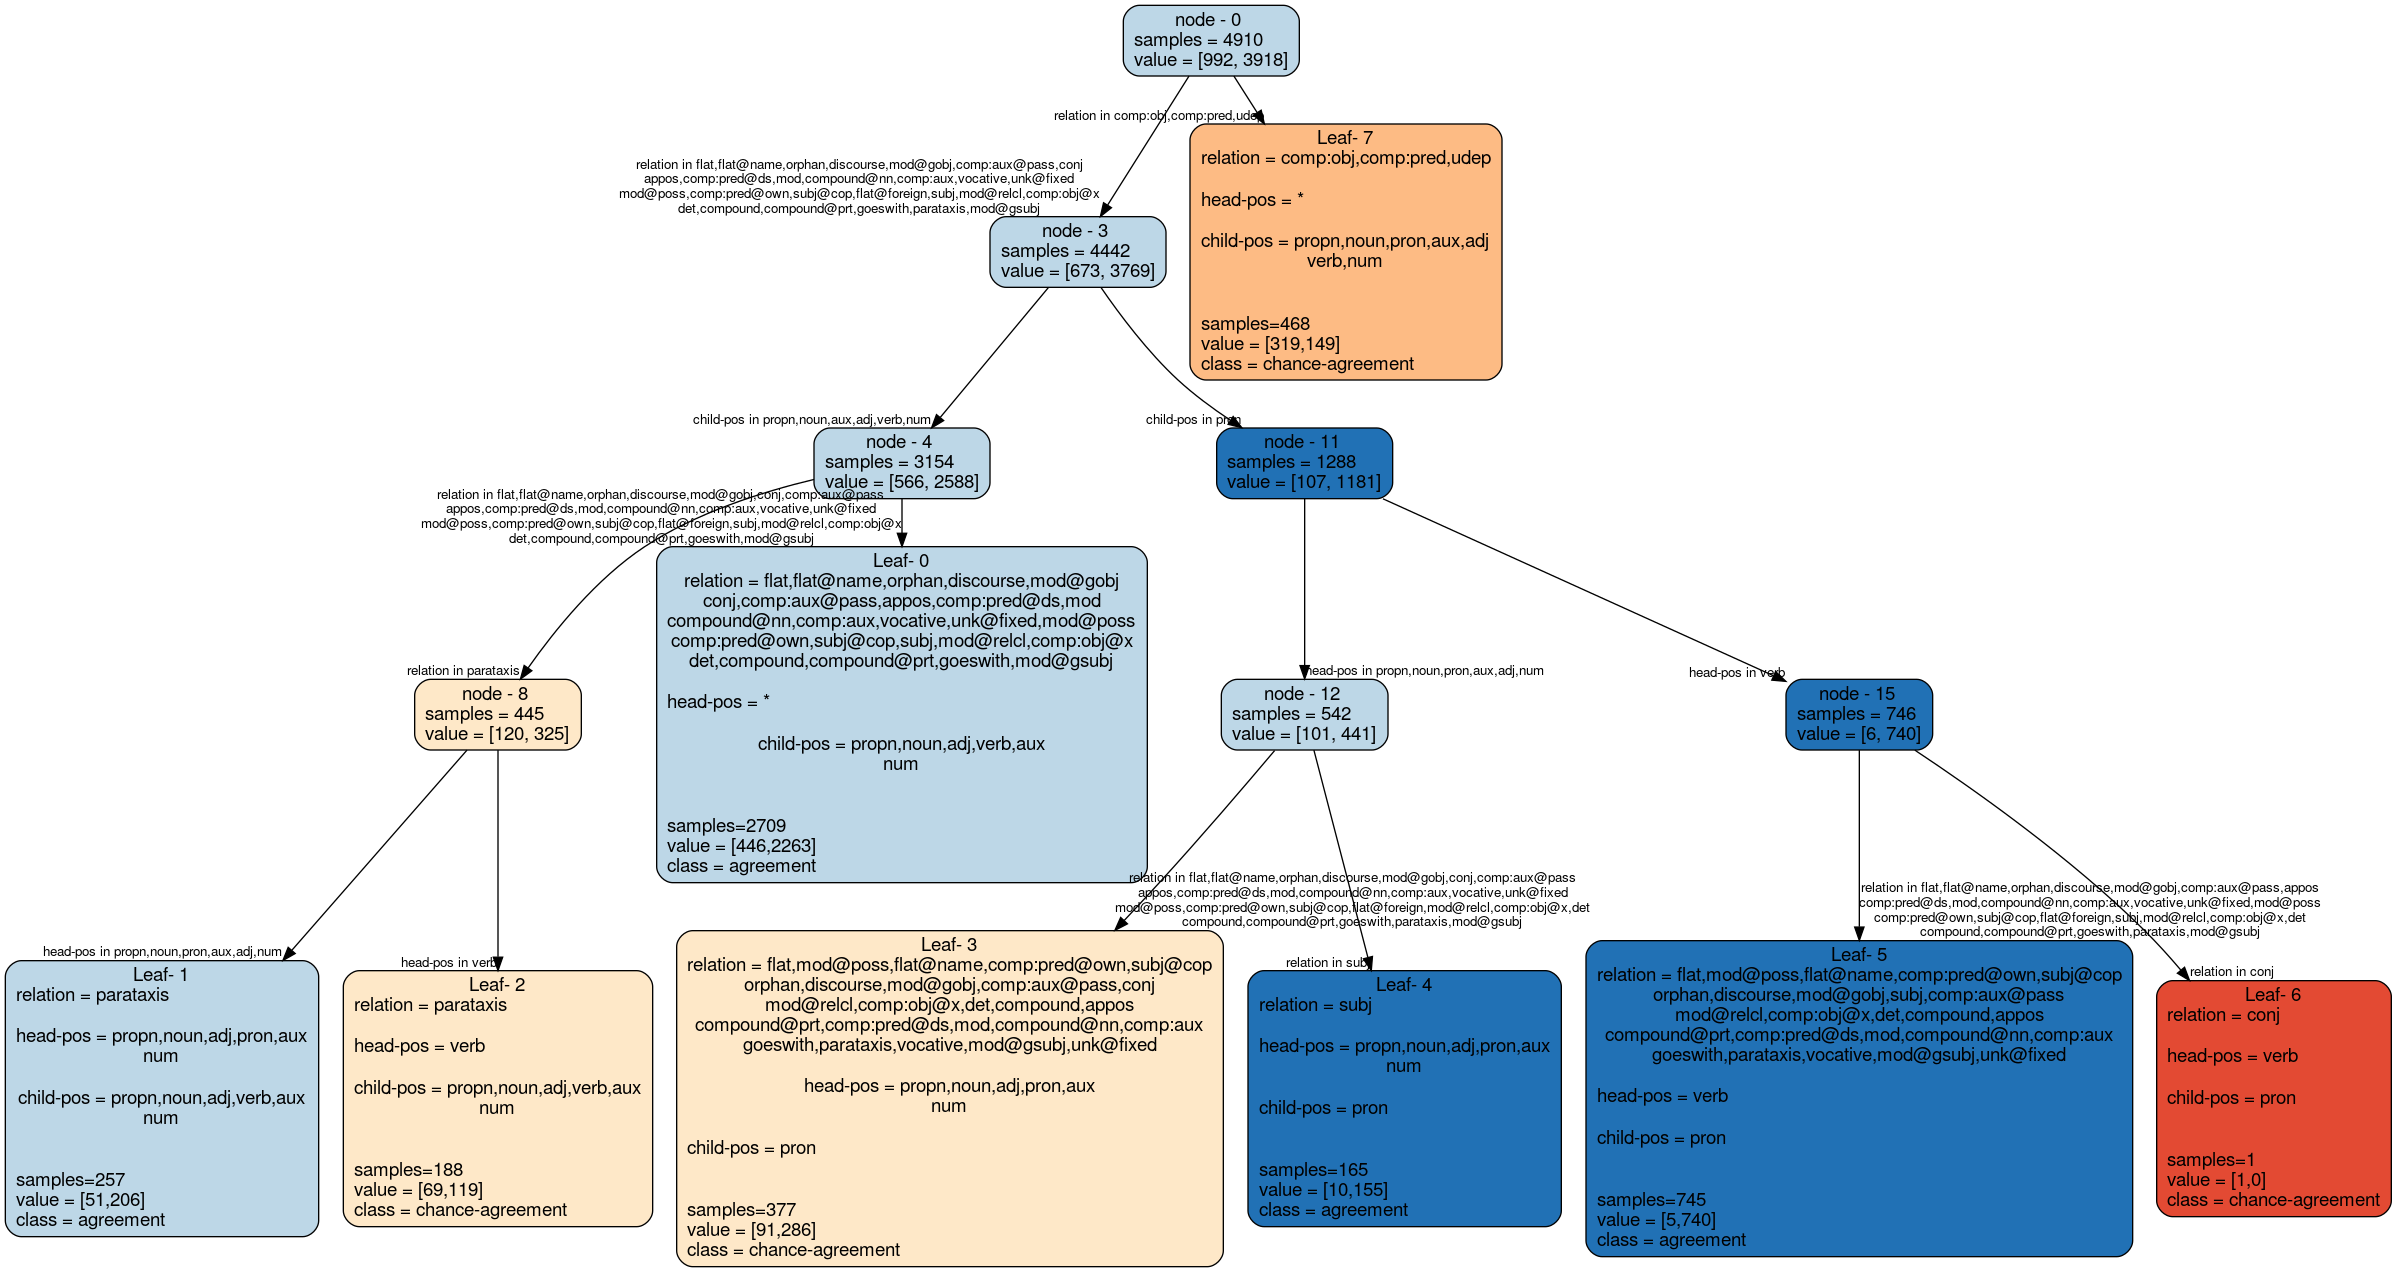 node - 0
samples = 4910
value = [992, 3918]
relation in comp:obj,comp:pred,udep
Leaf- 7
relation = comp:obj,comp:pred,udep
head-pos = *
child-pos = propn,noun,pron,aux,adj
verb,num
samples=468
value = [319,149]
class = chance-agreement
relation in flat,flat@name,orphan,discourse,mod@gobj,comp:aux@pass,conj
appos,comp:pred@ds,mod,compound@nn,comp:aux,vocative,unk@fixed
mod@poss,comp:pred@own,subj@cop,flat@foreign,subj,mod@relcl,comp:obj@x
det,compound,compound@prt,goeswith,parataxis,mod@gsubj
node - 3
samples = 4442
value = [673, 3769]
child-pos in propn,noun,aux,adj,verb,num
child-pos in pron
node - 4
samples = 3154
value = [566, 2588]
node - 11
samples = 1288
value = [107, 1181]
relation in flat,flat@name,orphan,discourse,mod@gobj,conj,comp:aux@pass
appos,comp:pred@ds,mod,compound@nn,comp:aux,vocative,unk@fixed
mod@poss,comp:pred@own,subj@cop,flat@foreign,subj,mod@relcl,comp:obj@x
det,compound,compound@prt,goeswith,mod@gsubj
Leaf- 0
relation = flat,flat@name,orphan,discourse,mod@gobj
conj,comp:aux@pass,appos,comp:pred@ds,mod
compound@nn,comp:aux,vocative,unk@fixed,mod@poss
comp:pred@own,subj@cop,subj,mod@relcl,comp:obj@x
det,compound,compound@prt,goeswith,mod@gsubj
head-pos = *
child-pos = propn,noun,adj,verb,aux
num
samples=2709
value = [446,2263]
class = agreement
relation in parataxis
node - 8
samples = 445
value = [120, 325]
head-pos in propn,noun,pron,aux,adj,num
node - 12
samples = 542
value = [101, 441]
head-pos in verb
node - 15
samples = 746
value = [6, 740]
relation in flat,flat@name,orphan,discourse,mod@gobj,conj,comp:aux@pass
appos,comp:pred@ds,mod,compound@nn,comp:aux,vocative,unk@fixed
mod@poss,comp:pred@own,subj@cop,flat@foreign,mod@relcl,comp:obj@x,det
compound,compound@prt,goeswith,parataxis,mod@gsubj
relation in flat,flat@name,orphan,discourse,mod@gobj,comp:aux@pass,appos
comp:pred@ds,mod,compound@nn,comp:aux,vocative,unk@fixed,mod@poss
comp:pred@own,subj@cop,flat@foreign,subj,mod@relcl,comp:obj@x,det
compound,compound@prt,goeswith,parataxis,mod@gsubj
head-pos in propn,noun,pron,aux,adj,num
Leaf- 1
relation = parataxis
head-pos = propn,noun,adj,pron,aux
num
child-pos = propn,noun,adj,verb,aux
num
samples=257
value = [51,206]
class = agreement
head-pos in verb
Leaf- 2
relation = parataxis
head-pos = verb
child-pos = propn,noun,adj,verb,aux
num
samples=188
value = [69,119]
class = chance-agreement
Leaf- 3
relation = flat,mod@poss,flat@name,comp:pred@own,subj@cop
orphan,discourse,mod@gobj,comp:aux@pass,conj
mod@relcl,comp:obj@x,det,compound,appos
compound@prt,comp:pred@ds,mod,compound@nn,comp:aux
goeswith,parataxis,vocative,mod@gsubj,unk@fixed
head-pos = propn,noun,adj,pron,aux
num
child-pos = pron
samples=377
value = [91,286]
class = chance-agreement
relation in subj
Leaf- 4
relation = subj
head-pos = propn,noun,adj,pron,aux
num
child-pos = pron
samples=165
value = [10,155]
class = agreement
Leaf- 5
relation = flat,mod@poss,flat@name,comp:pred@own,subj@cop
orphan,discourse,mod@gobj,subj,comp:aux@pass
mod@relcl,comp:obj@x,det,compound,appos
compound@prt,comp:pred@ds,mod,compound@nn,comp:aux
goeswith,parataxis,vocative,mod@gsubj,unk@fixed
head-pos = verb
child-pos = pron
samples=745
value = [5,740]
class = agreement
relation in conj
Leaf- 6
relation = conj
head-pos = verb
child-pos = pron
samples=1
value = [1,0]
class = chance-agreement